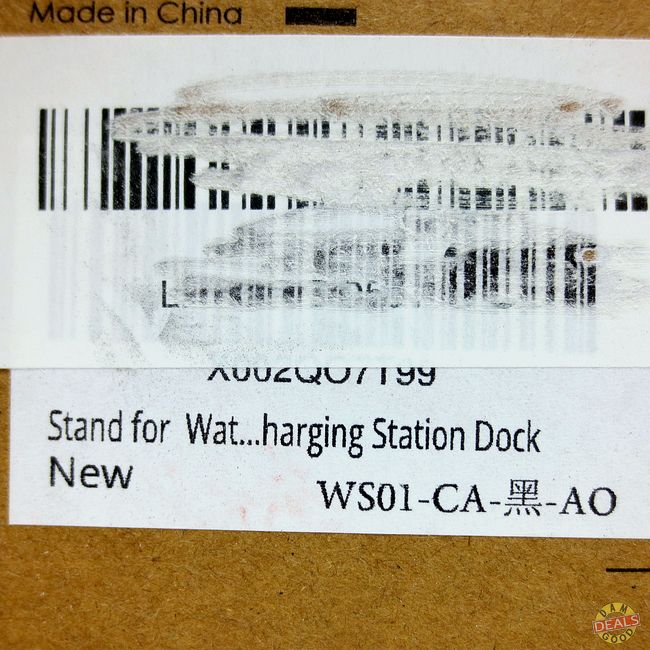 Made in China
X002QO7T99
Stand for Wat...harging Station Dock
New
WS01-CA-黑-AO
DAM
DEALS
GOOD